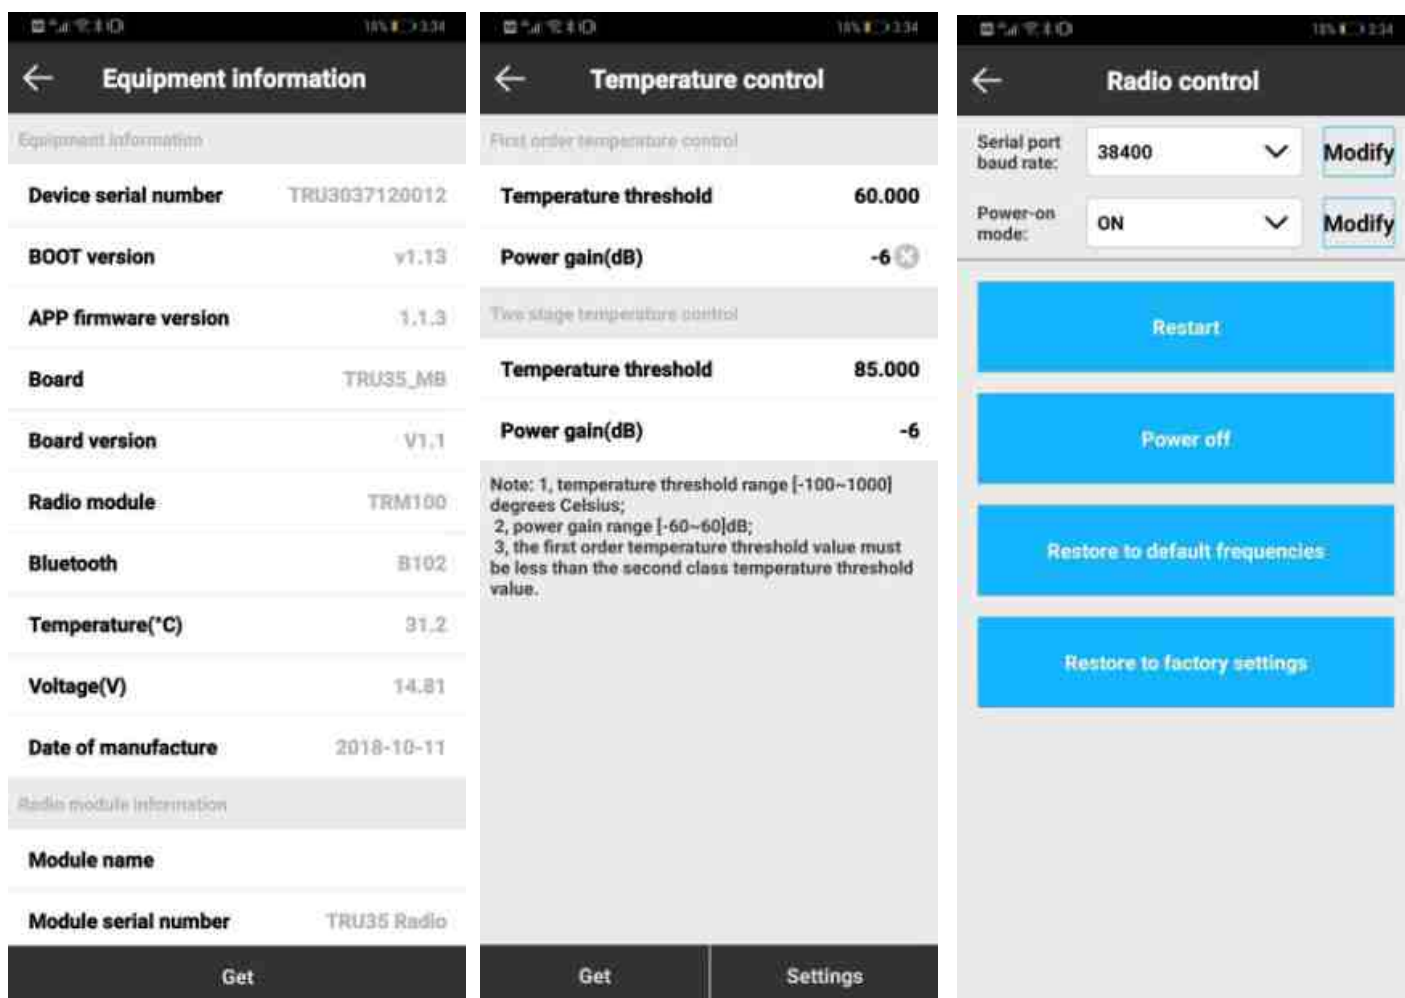 18% 3:34
Equipment information
Equipment information
Device serial number TRU3037120012
BOOT version v1.13
APP firmware version 1.1.3
Board TRU35_MB
Board version V1.1
Radio module TRM100
Bluetooth B102
Temperature(°C) 31.2
Voltage(V) 14.81
Date of manufacture 2018-10-11
Radio module information
Module name
Module serial number TRU35 Radio
Get
18% 3:34
Temperature control
First order temperature control
Temperature threshold 60.000
Power gain(dB) -6
Two stage temperature control
Temperature threshold 85.000
Power gain(dB) -6
Note: 1, temperature threshold range [-100~1000]
degrees Celsius;
2, power gain range [-60~60]dB;
3, the first order temperature threshold value must
be less than the second class temperature threshold
value.
Get Settings
18%
Radio control
Serial port
baud rate: 38400 Modify
Power-on
mode: ON Modify
Restart
Power off
Restore to default frequencies
Restore to factory settings